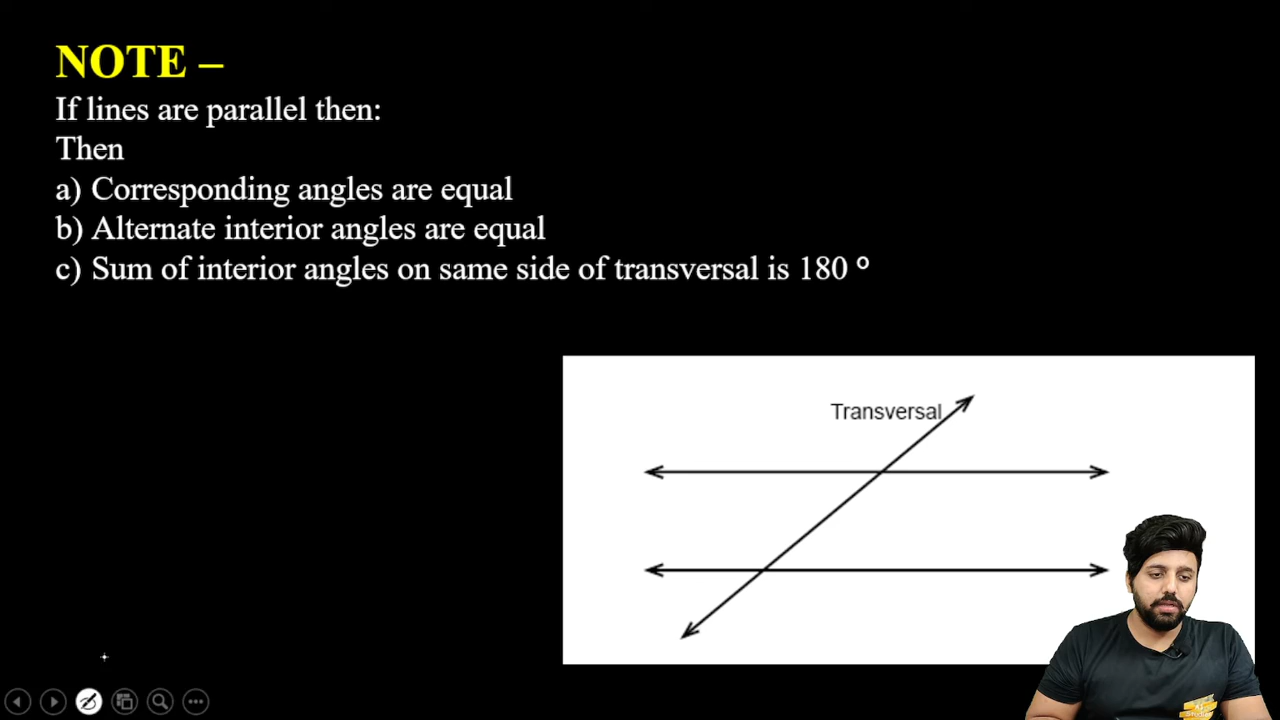 NOTE –
If lines are parallel then:
Then
a) Corresponding angles are equal
b) Alternate interior angles are equal
c) Sum of interior angles on same side of transversal is 180 º
Transversal